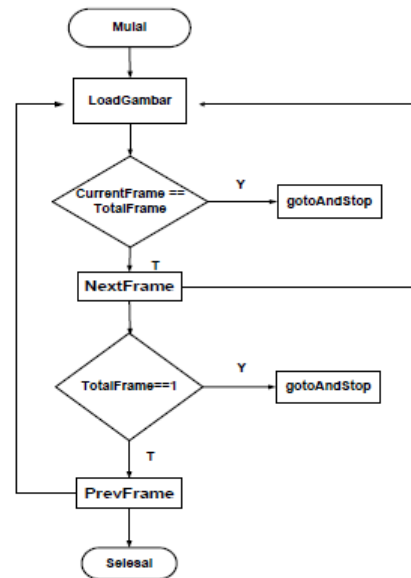 Mulai
LoadGambar
CurrentFrame ==
TotalFrame
Y
gotoAndStop
T
NextFrame
TotalFrame==1
Y
gotoAndStop
T
PrevFrame
Selesai